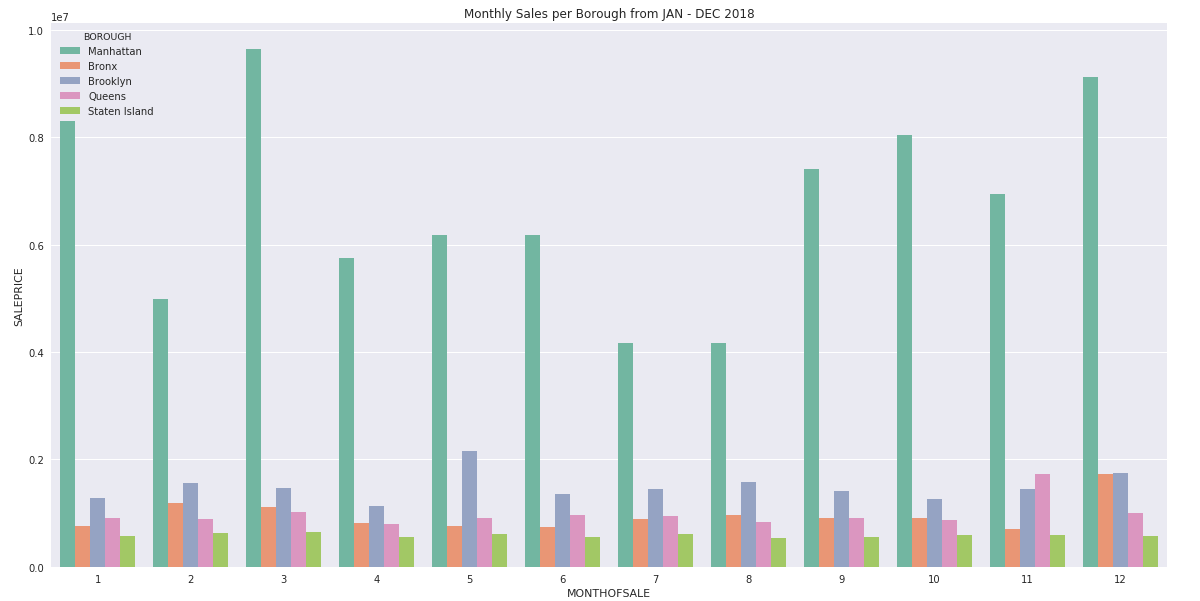 Monthly Sales per Borough from JAN - DEC 2018
1e7
1.0
0.8
0.6
0.4
0.2
0.0
SALEPRICE
BOROUGH
Manhattan
Bronx
Brooklyn
Queens
Staten Island
1 2 3 4 5 6 7 8 9 10 11 12
MONTHOFSALE